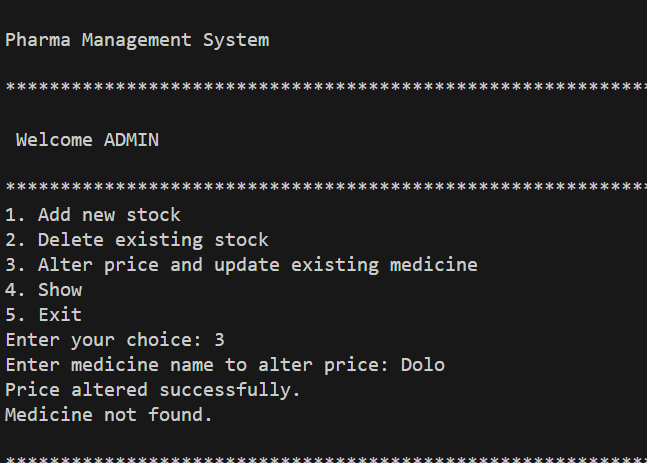 Pharma Management System
***********************************************************
Welcome ADMIN
***********************************************************
1. Add new stock
2. Delete existing stock
3. Alter price and update existing medicine
4. Show
5. Exit
Enter your choice: 3
Enter medicine name to alter price: Dolo
Price altered successfully.
Medicine not found.
***********************************************************